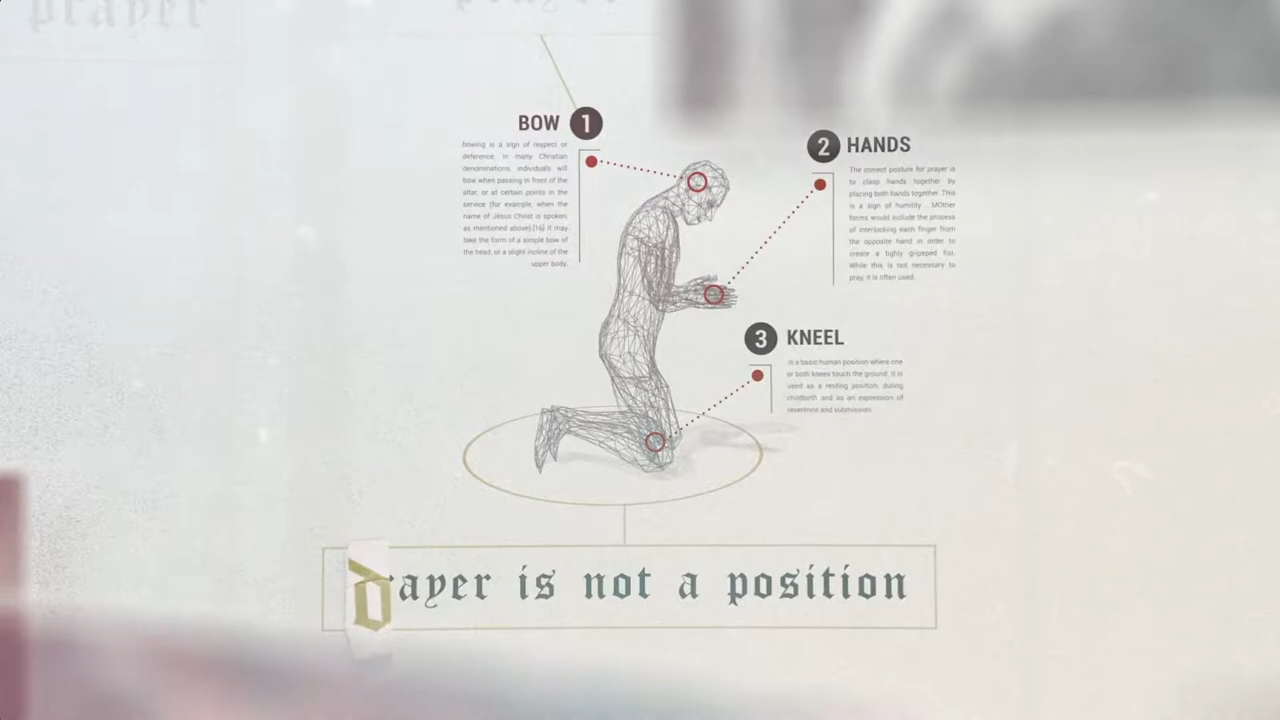 prayer
prayer
BOW 1
bowing is a sign of respect or
deference. in many Christian
denominations, individuals will
bow when passing in front of the
altar, or at certain points in the
service (for example, when the
name of Jesus Christ is spoken,
as mentioned above).[16] It may
take the form of a simple bow of
the head, or a slight incline of the
upper body.
2 HANDS
The correct posture for prayer is
to clasp hands together by
placing both hands together. This
is a sign of humility ...MOther
forms would include the process
of interlocking each finger from
the opposite hand in order to
create a tighly gripeped fist.
While this is not necessary to
pray, it is often used.
3 KNEEL
is a basic human position where one
or both knees touch the ground. It is
used as a resting position, during
childbirth and as an expression of
reverence and submission.
prayer is not a position